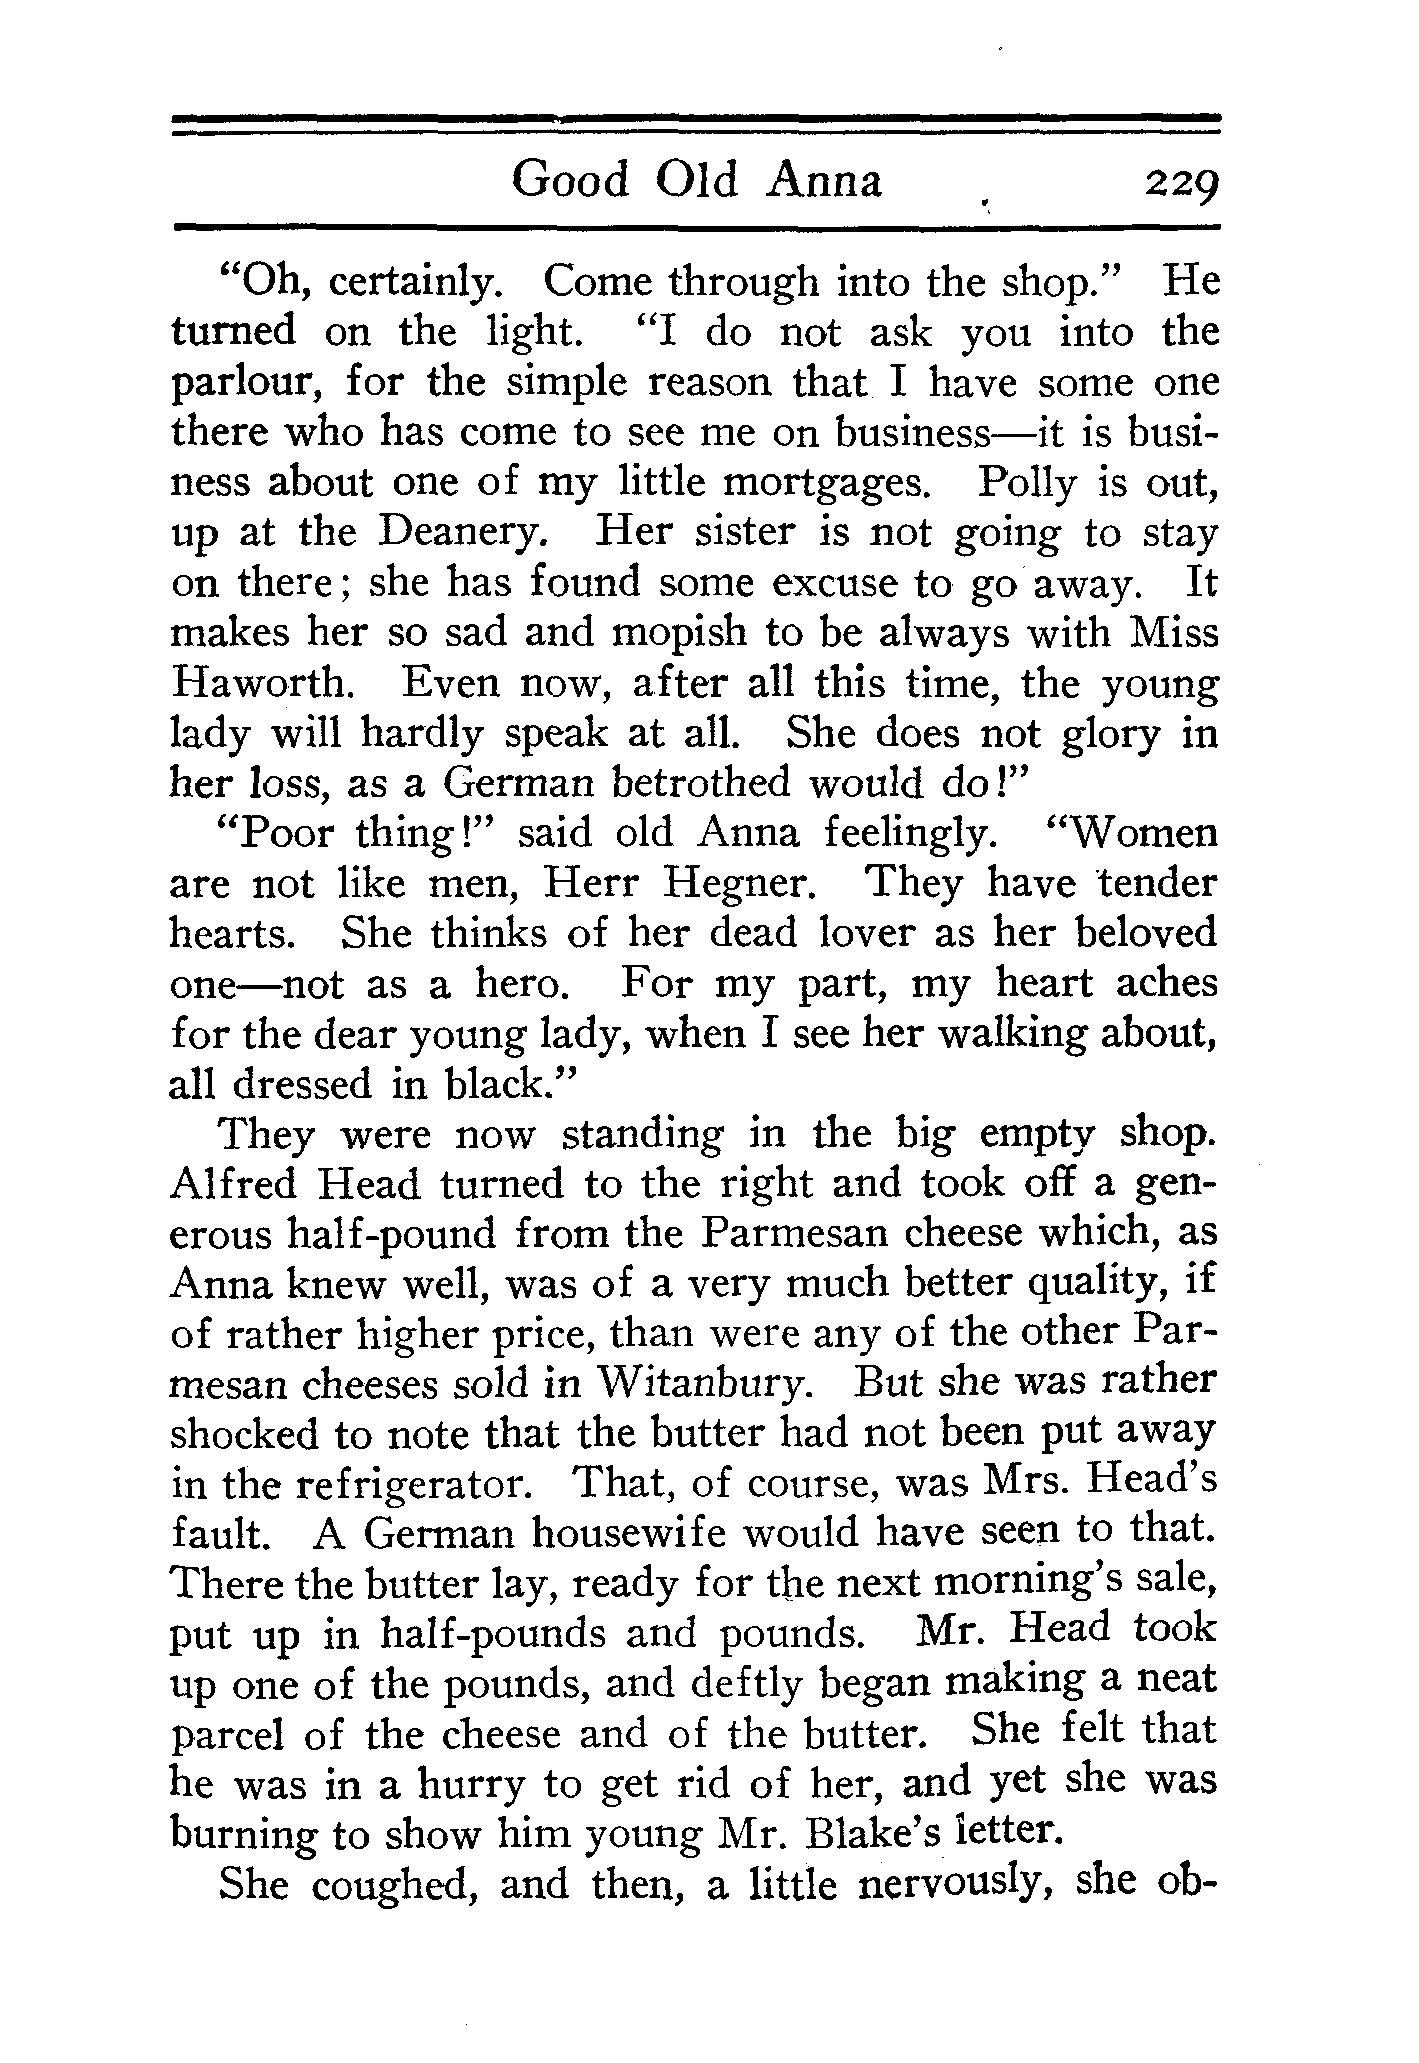 Good Old Anna 229
“Oh, certainly. Come through into the shop.” He
turned on the light. “I do not ask you into the
parlour, for the simple reason that I have some one
there who has come to see me on business—it is busi-
ness about one of my little mortgages. Polly is out,
up at the Deanery. Her sister is not going to stay
on there; she has found some excuse to go away. It
makes her so sad and mopish to be always with Miss
Haworth. Even now, after all this time, the young
lady will hardly speak at all. She does not glory in
her loss, as a German betrothed would do!”
“Poor thing!” said old Anna feelingly. “Women
are not like men, Herr Hegner. They have tender
hearts. She thinks of her dead lover as her beloved
one—not as a hero. For my part, my heart aches
for the dear young lady, when I see her walking about,
all dressed in black.”
They were now standing in the big empty shop.
Alfred Head turned to the right and took off a gen-
erous half-pound from the Parmesan cheese which, as
Anna knew well, was of a very much better quality, if
of rather higher price, than were any of the other Par-
mesan cheeses sold in Witanbury. But she was rather
shocked to note that the butter had not been put away
in the refrigerator. That, of course, was Mrs. Head’s
fault. A German housewife would have seen to that.
There the butter lay, ready for the next morning’s sale,
put up in half-pounds and pounds. Mr. Head took
up one of the pounds, and deftly began making a neat
parcel of the cheese and of the butter. She felt that
he was in a hurry to get rid of her, and yet she was
burning to show him young Mr. Blake’s letter.
She coughed, and then, a little nervously, she ob-